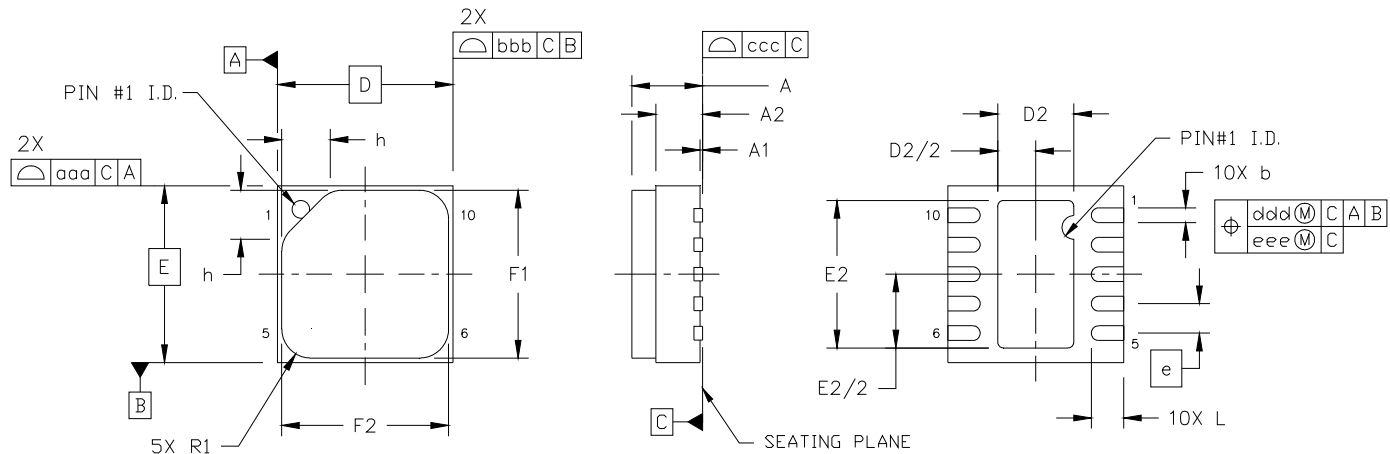 2X
bbb C B
A
D
PIN #1 I.D.
h
2X
aaa C A
1
10
E
h
F1
5
6
B
F2
5X R1
ccc C
A
A2
A1
C
SEATING PLANE
D2
D2/2
PIN#1 I.D.
10X b
10
1
ddd M C A B
eee M C
E2
6
5
e
E2/2
10X L